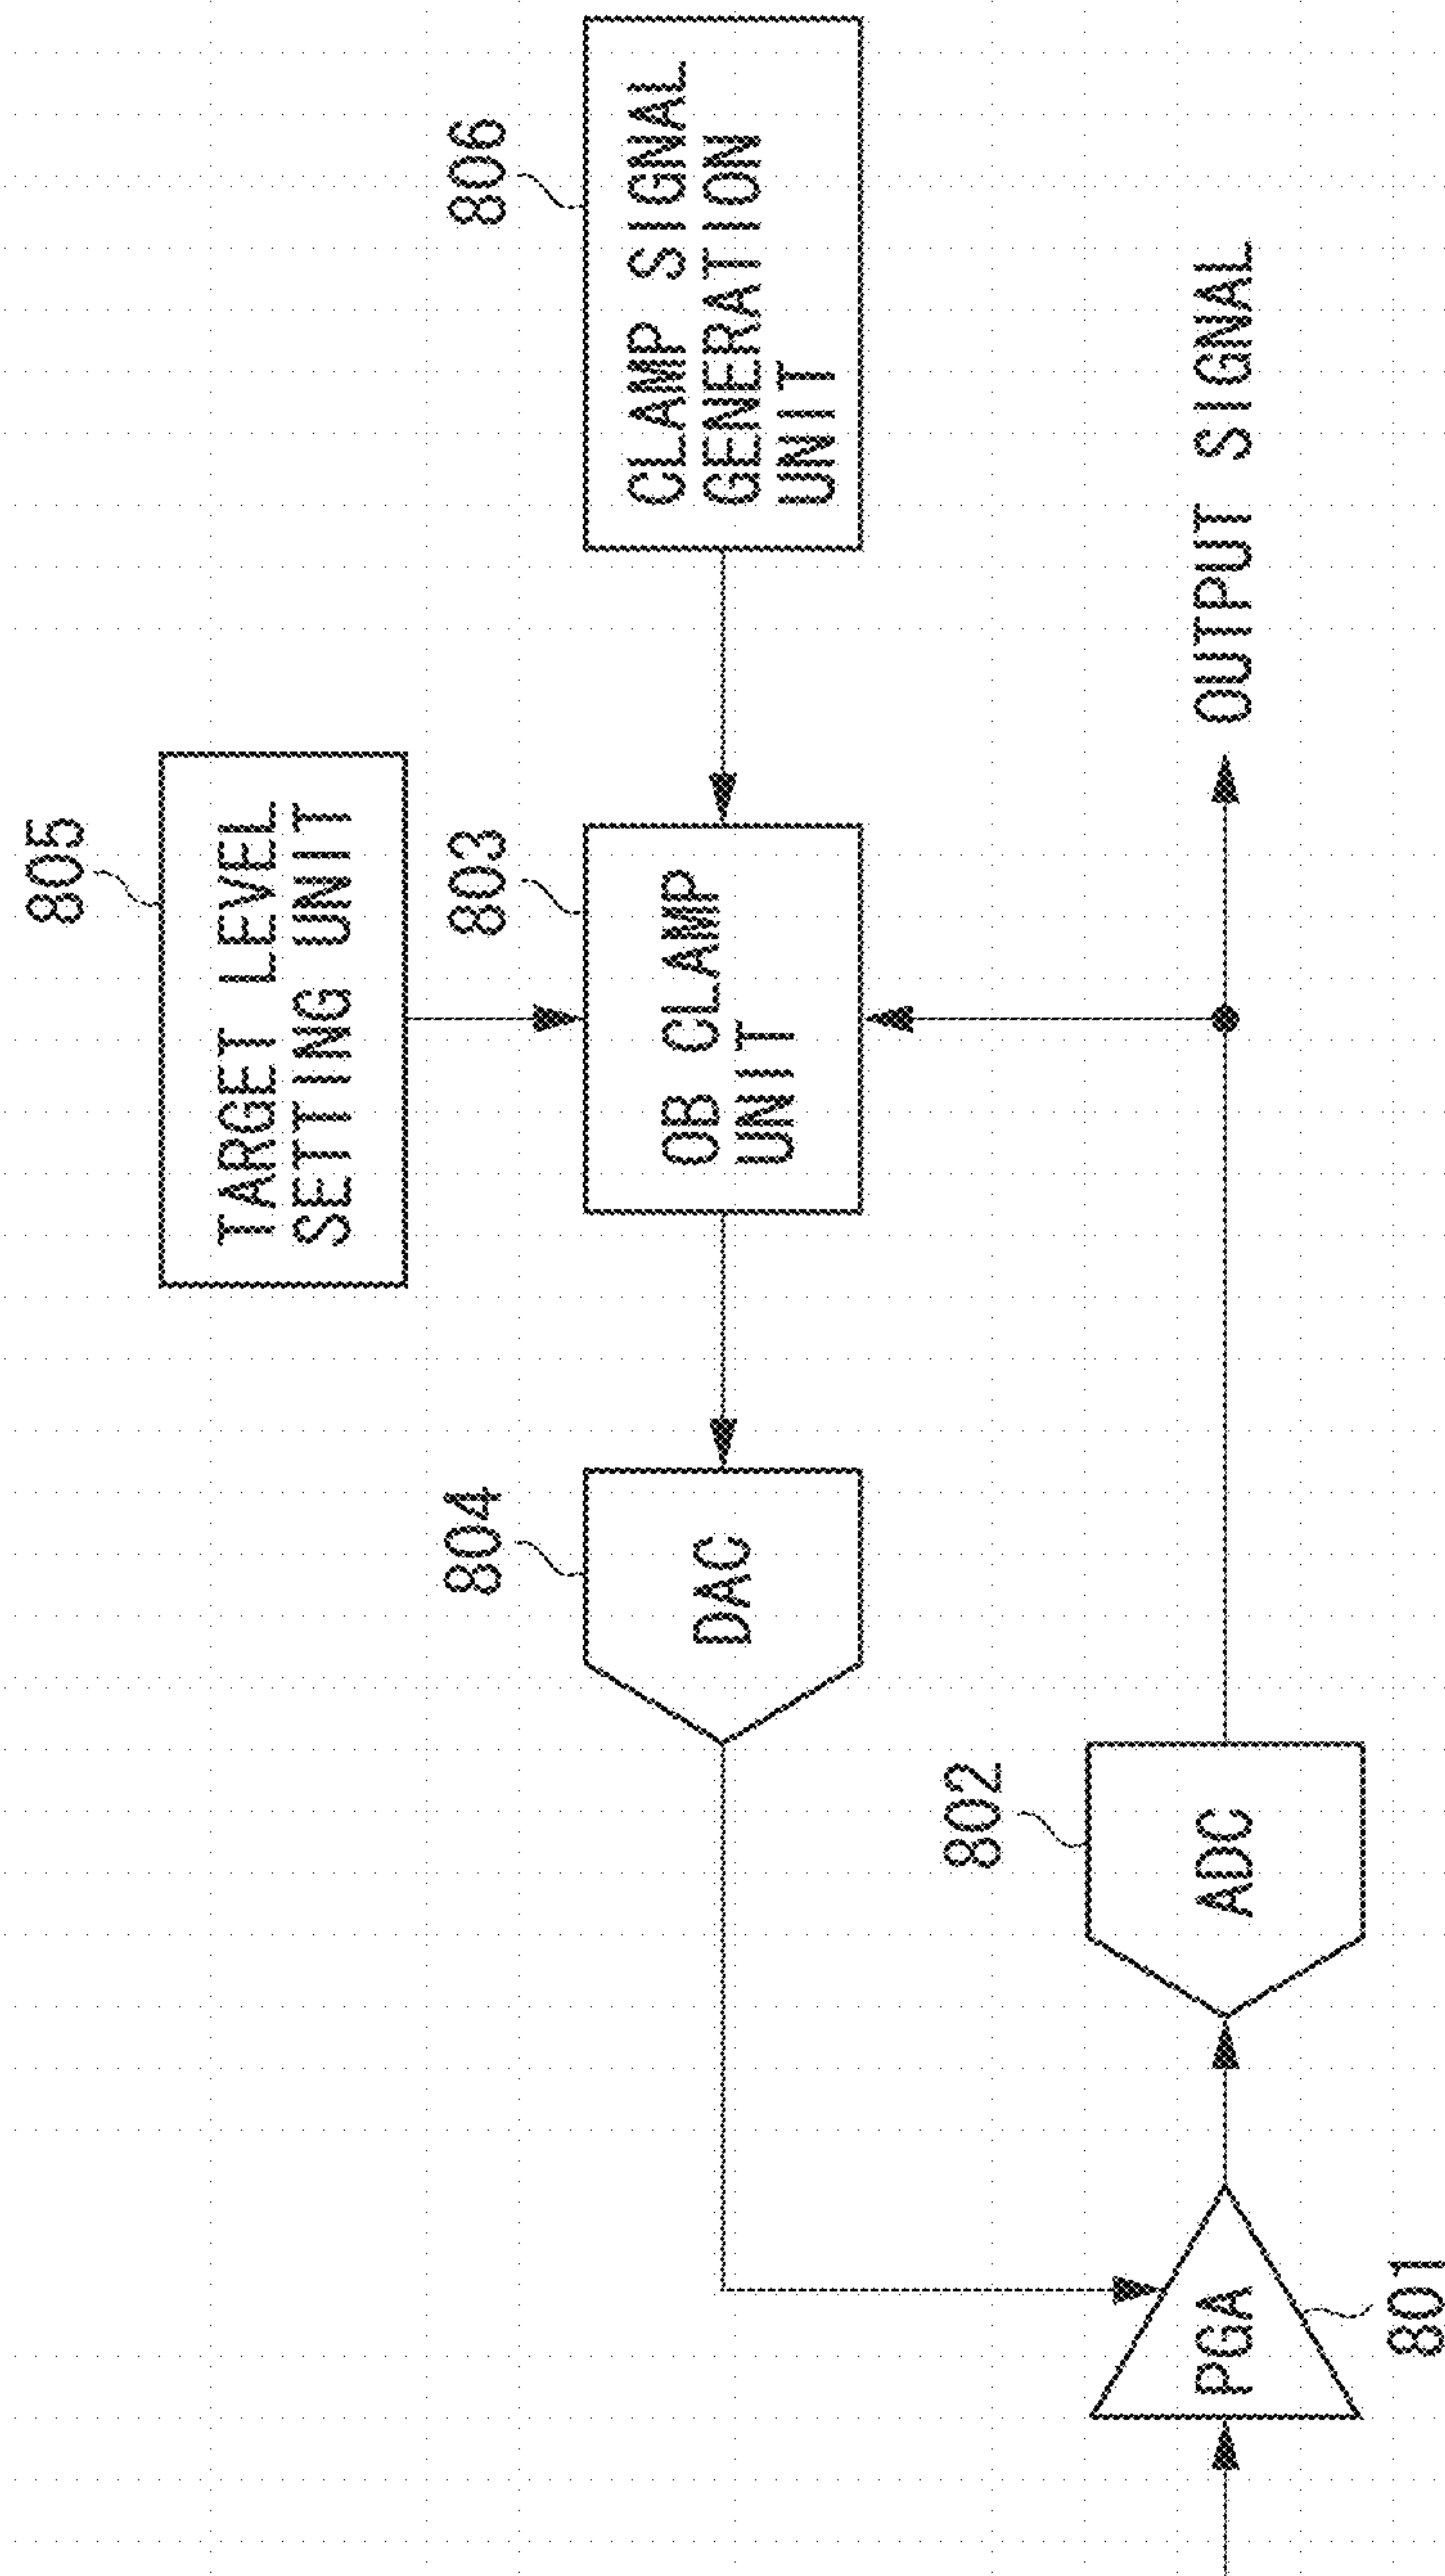 805
TARGET LEVEL
SETTING UNIT
804
803
806
DAC
OB CLAMP
UNIT
CLAMP SIGNAL
GENERATION
UNIT
802
PGA
ADC
OUTPUT SIGNAL
801